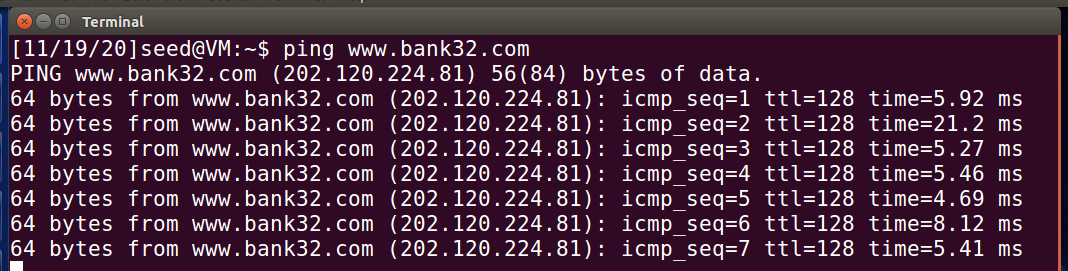 Terminal
[11/19/20]seed@VM:~$ ping www.bank32.com
PING www.bank32.com (202.120.224.81) 56(84) bytes of data.
64 bytes from www.bank32.com (202.120.224.81): icmp_seq=1 ttl=128 time=5.92 ms
64 bytes from www.bank32.com (202.120.224.81): icmp_seq=2 ttl=128 time=21.2 ms
64 bytes from www.bank32.com (202.120.224.81): icmp_seq=3 ttl=128 time=5.27 ms
64 bytes from www.bank32.com (202.120.224.81): icmp_seq=4 ttl=128 time=5.46 ms
64 bytes from www.bank32.com (202.120.224.81): icmp_seq=5 ttl=128 time=4.69 ms
64 bytes from www.bank32.com (202.120.224.81): icmp_seq=6 ttl=128 time=8.12 ms
64 bytes from www.bank32.com (202.120.224.81): icmp_seq=7 ttl=128 time=5.41 ms